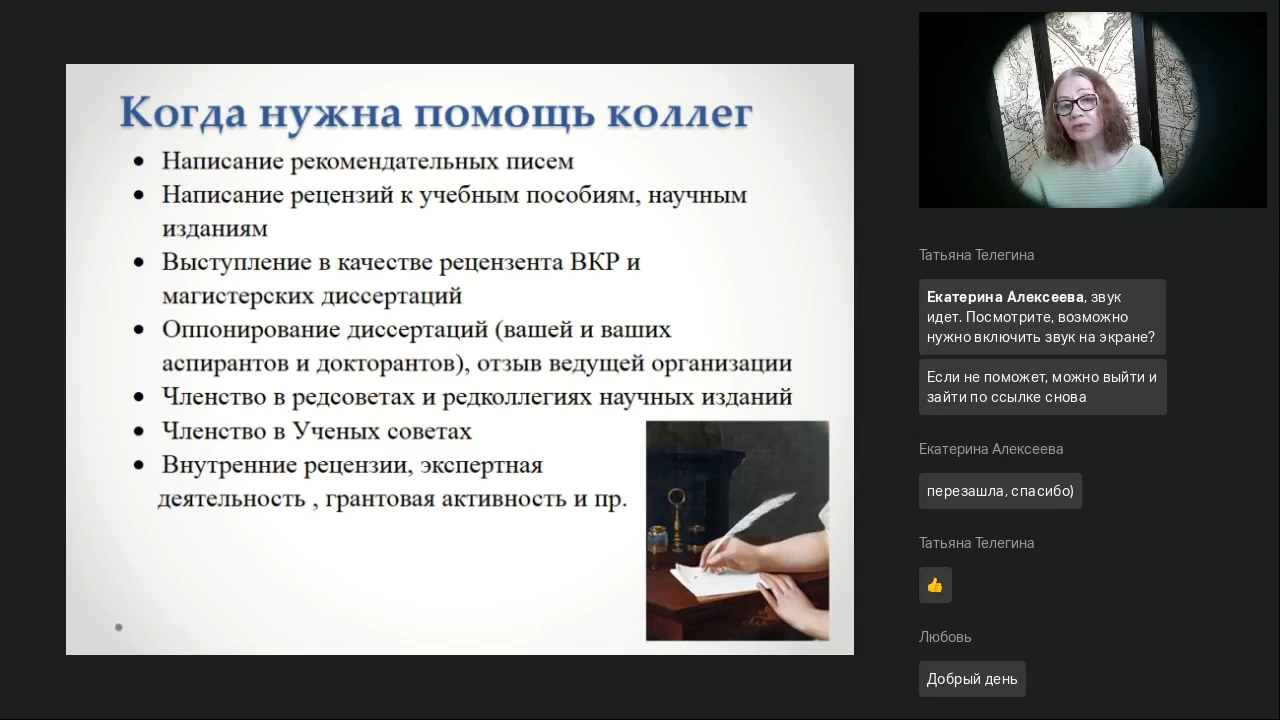 Когда нужна помощь коллег
Написание рекомендательных писем
Написание рецензий к учебным пособиям, научным
изданиям
Выступление в качестве рецензента ВКР и
магистерских диссертаций
Оппонирование диссертаций (вашей и ваших
аспирантов и докторантов), отзыв ведущей организации
Членство в редсоветах и редколлегиях научных изданий
Членство в Ученых советах
Внутренние рецензии, экспертная
деятельность , грантовая активность и пр.
Татьяна Телегина
Екатерина Алексеева, звук
идет. Посмотрите, возможно
нужно включить звук на экране?
Если не поможет, можно выйти и
зайти по ссылке снова
Екатерина Алексеева
перезашла, спасибо)
Татьяна Телегина
👍
Любовь
Добрый день